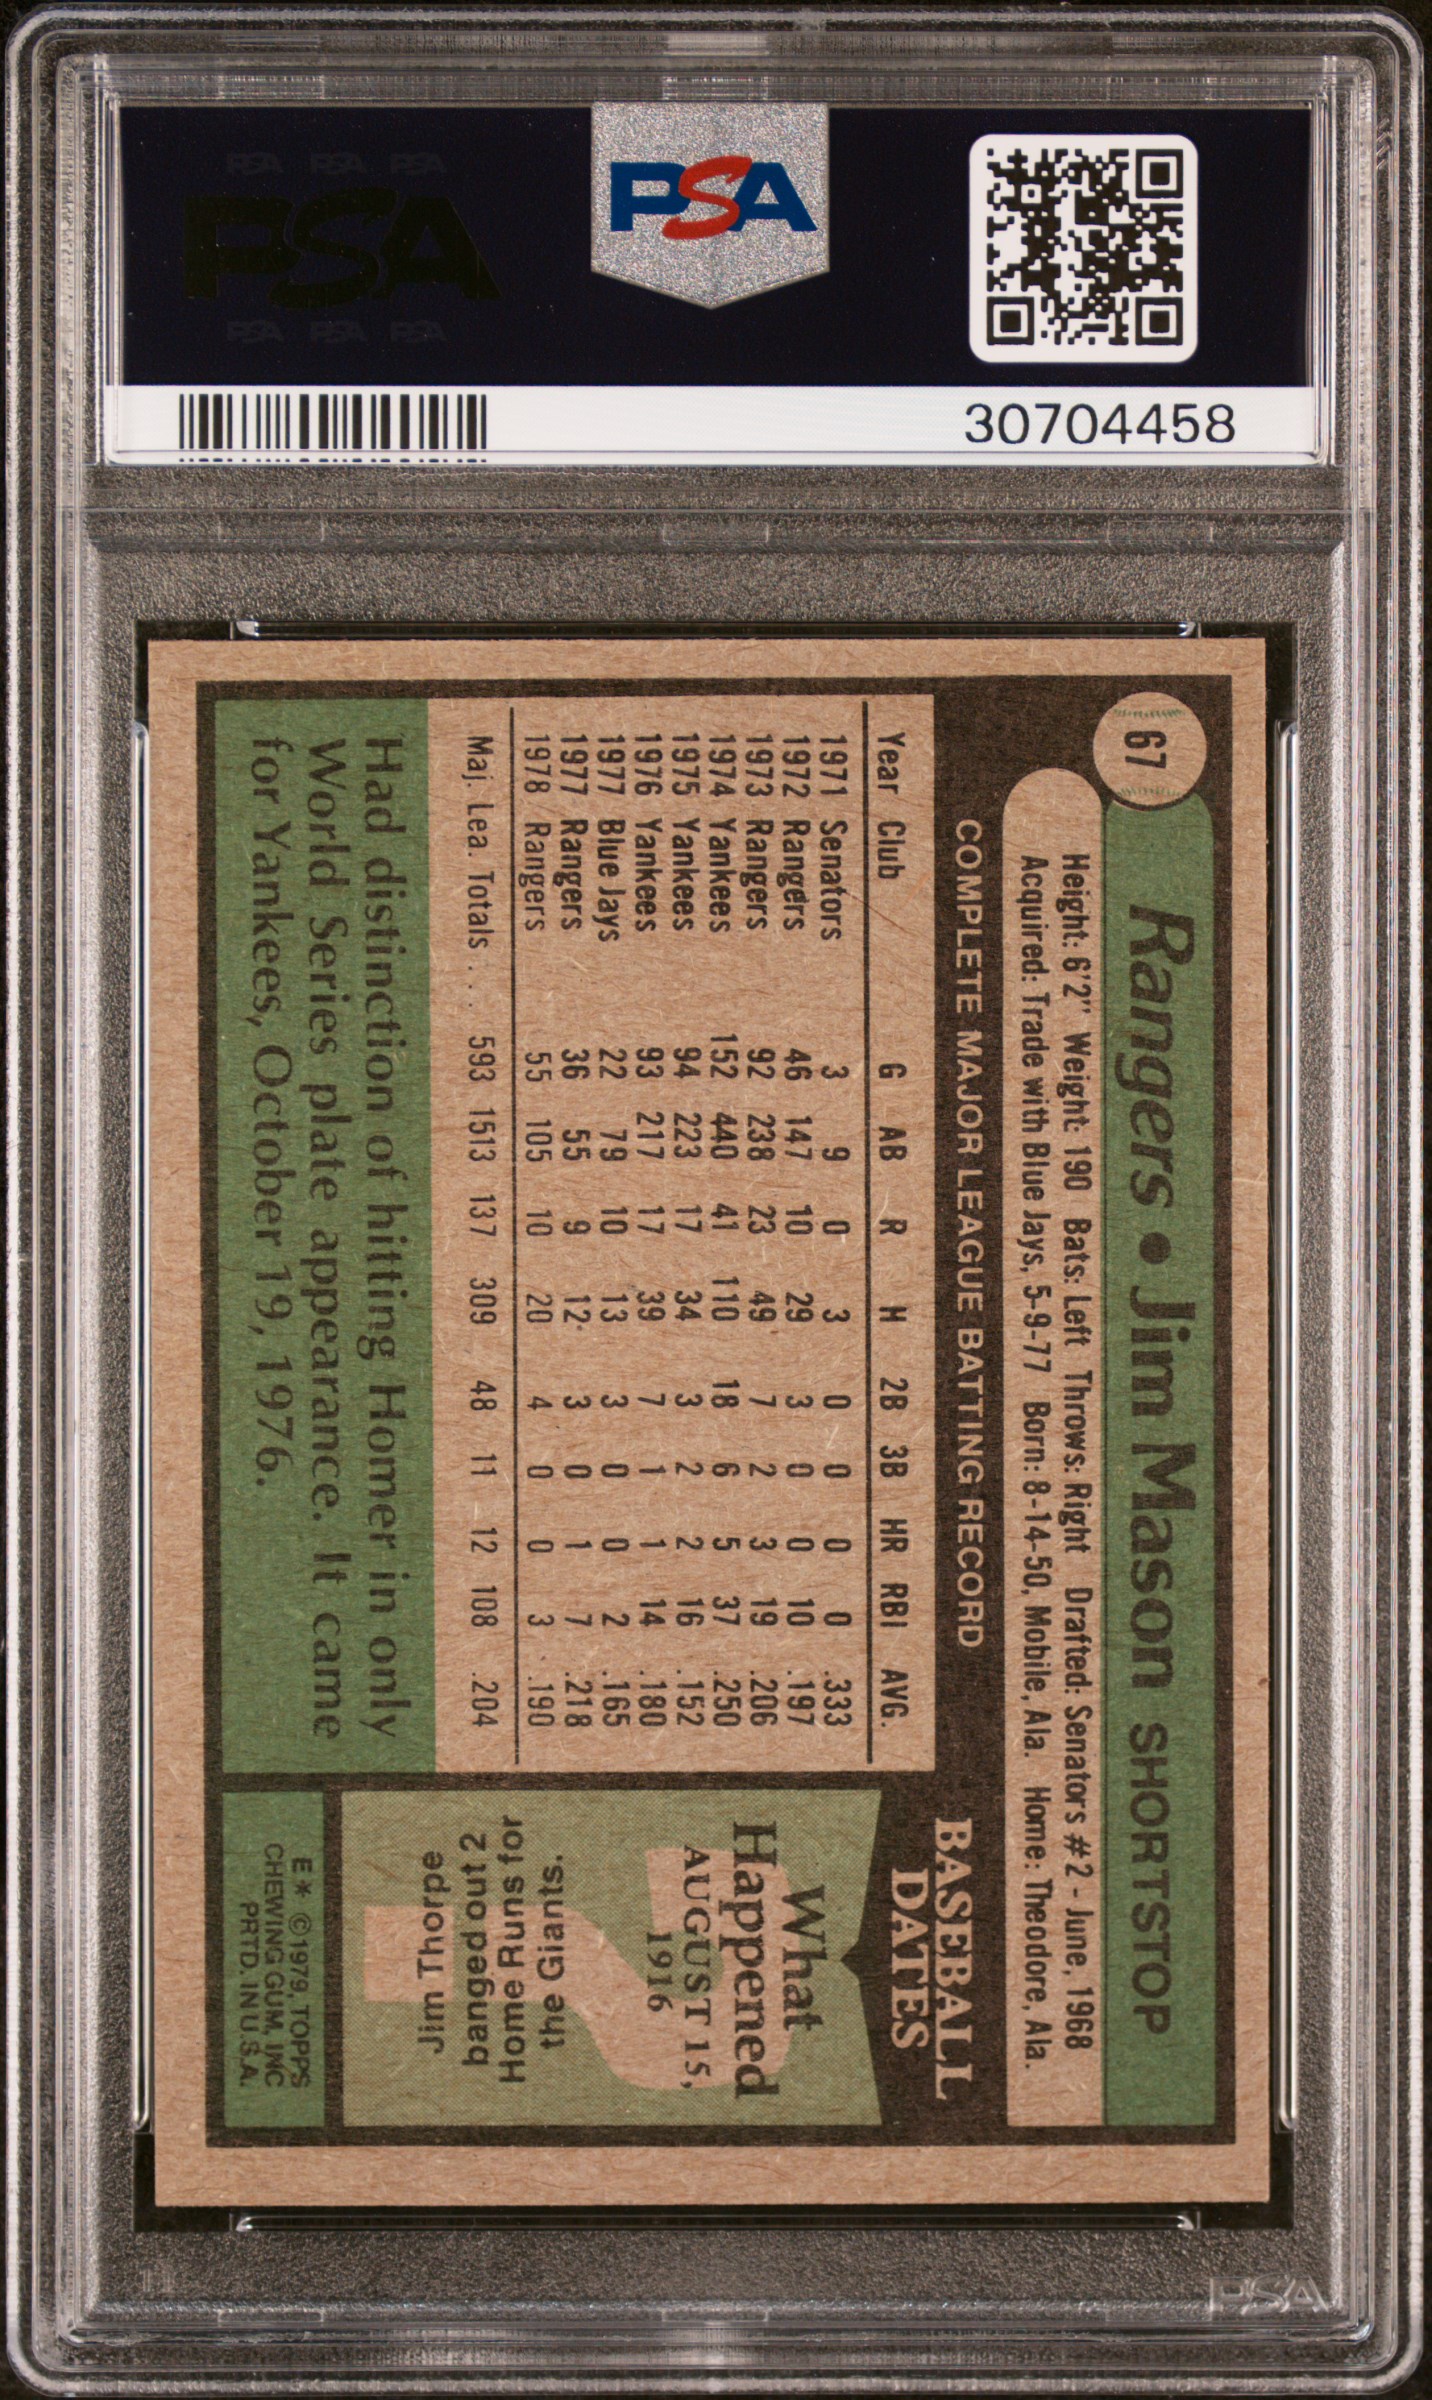 PSA PSA PSA
PSA
PSA PSA PSA
PSA
30704458
67
Rangers • Jim Mason SHORTSTOP
Height: 6'2" Weight: 190 Bats: Left Throws: Right Drafted: Senators #2 - June, 1968
Acquired: Trade with Blue Jays, 5-9-77 Born: 8-14-50, Mobile, Ala. Home: Theodore, Ala.
COMPLETE MAJOR LEAGUE BATTING RECORD
Year Club G AB R H 2B 3B HR RBI AVG.
1971 Senators 3 9 0 3 0 0 0 0 .333
1972 Rangers 46 147 10 29 3 0 0 10 .197
1973 Rangers 92 238 23 49 7 2 3 19 .206
1974 Yankees 152 440 41 110 18 6 5 37 .250
1975 Yankees 94 223 17 34 3 2 2 16 .152
1976 Yankees 93 217 17 39 7 1 1 14 .180
1977 Blue Jays 22 79 10 13 3 0 0 2 .165
1977 Rangers 36 55 9 12 3 0 1 7 .218
1978 Rangers 55 105 10 20 4 0 0 3 .190
Maj. Lea. Totals . . . 593 1513 137 309 48 11 12 108 .204
Had distinction of hitting Homer in only
World Series plate appearance. It came
for Yankees, October 19, 1976.
BASEBALL
DATES
What
Happened
AUGUST 15,
1916
?
the Giants.
Home Runs for
banged out 2
Jim Thorpe
E* ©1979, TOPPS
CHEWING GUM, INC
PRTD. IN U.S.A.
PSA